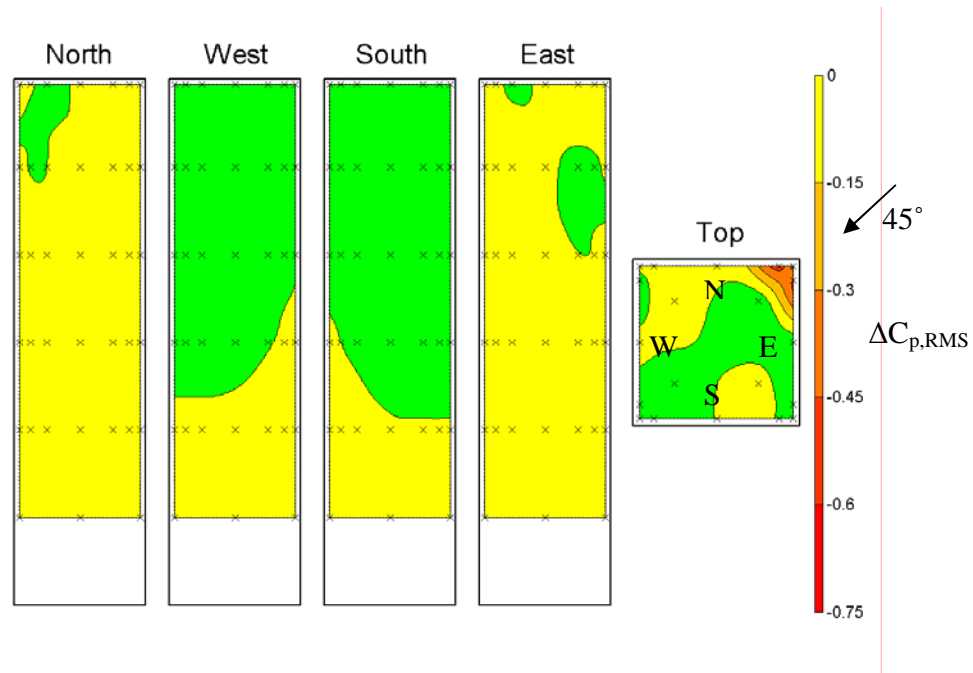 North West South East
Top
N
W E
S
0
-0.15
-0.3
-0.45
-0.6
-0.75
45°
ΔCp,RMS